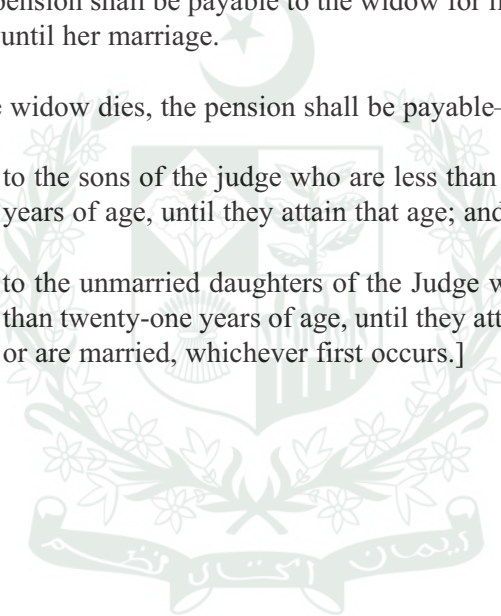 pension shall be payable to the widow for
until her marriage.
widow dies, the pension shall be payable–
to the sons of the judge who are less than
years of age, until they attain that age; and
to the unmarried daughters of the Judge
than twenty-one years of age, until they
or are married, whichever first occurs.]
ایمان اتحاد نظم